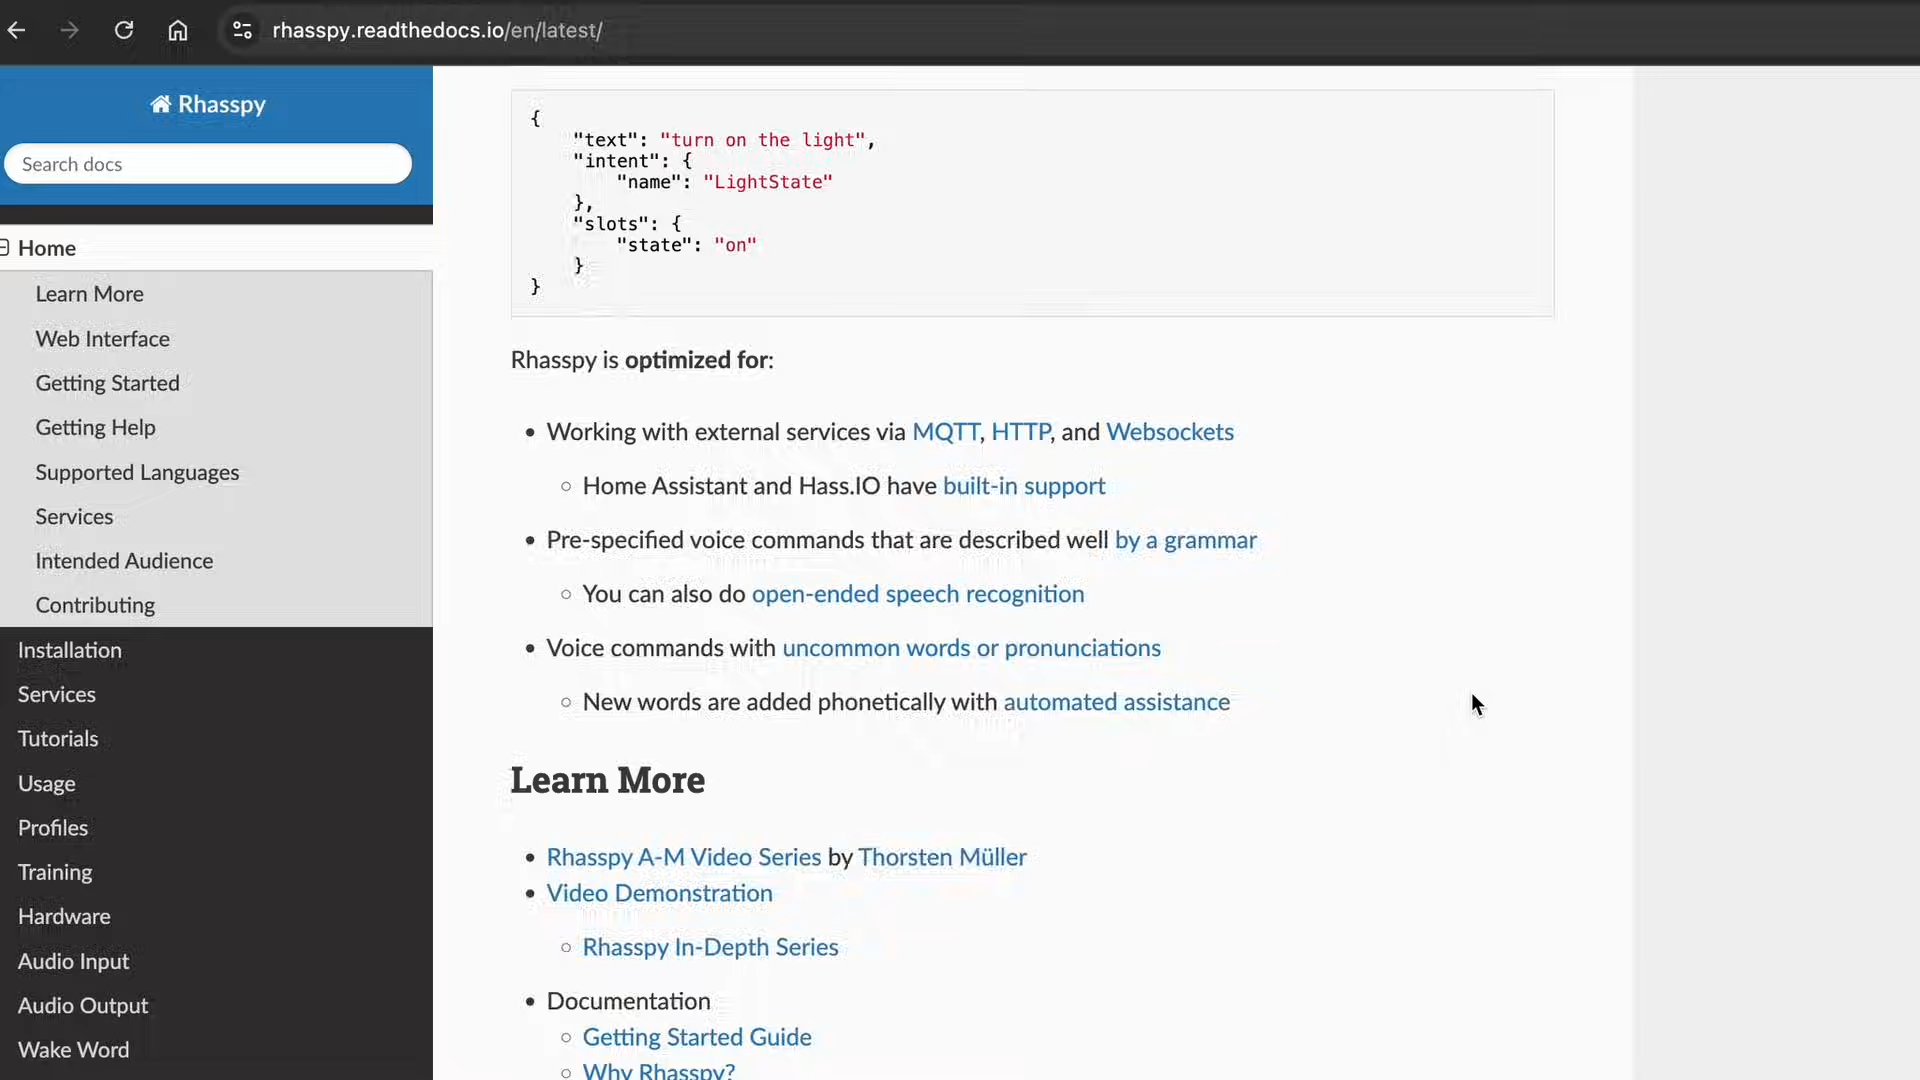 rhasspy.readthedocs.io/en/latest/
Rhasspy
Search docs
Home
Learn More
Web Interface
Getting Started
Getting Help
Supported Languages
Services
Intended Audience
Contributing
Installation
Services
Tutorials
Usage
Profiles
Training
Hardware
Audio Input
Audio Output
Wake Word
{
"text": "turn on the light",
"intent": {
"name": "LightState"
},
"slots": {
"state": "on"
}
}
Rhasspy is optimized for:
• Working with external services via MQTT, HTTP, and Websockets
◦ Home Assistant and Hass.IO have built-in support
• Pre-specified voice commands that are described well by a grammar
◦ You can also do open-ended speech recognition
• Voice commands with uncommon words or pronunciations
◦ New words are added phonetically with automated assistance
Learn More
• Rhasspy A-M Video Series by Thorsten Müller
• Video Demonstration
◦ Rhasspy In-Depth Series
• Documentation
◦ Getting Started Guide
◦ Why Rhasspy?